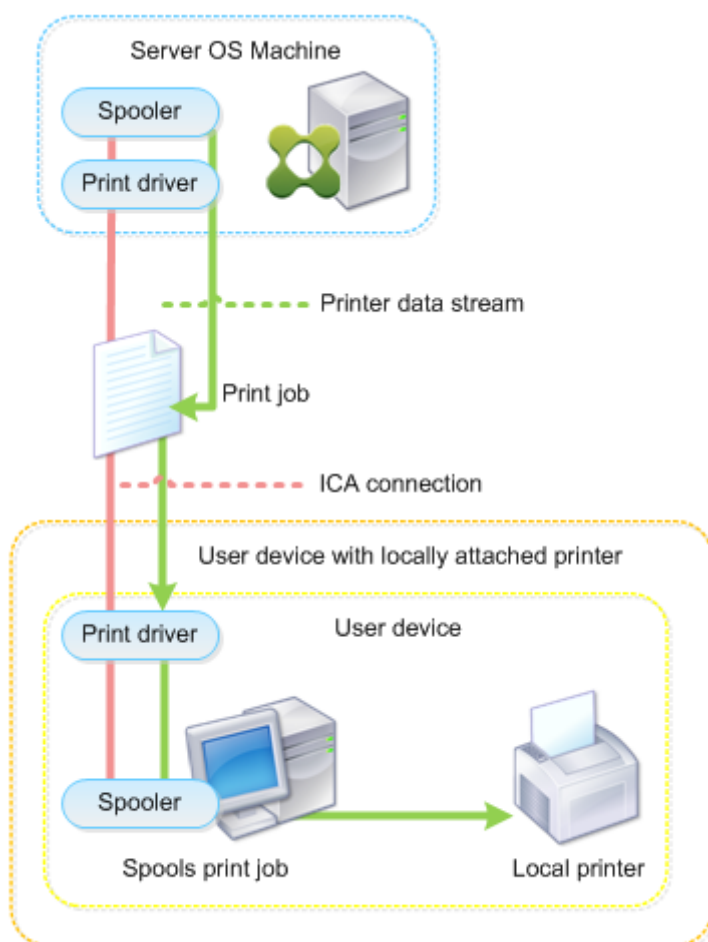 Server OS Machine
Spooler
Print driver
Printer data stream
Print job
ICA connection
User device with locally attached printer
Print driver
User device
Spooler
Spools print job
Local printer